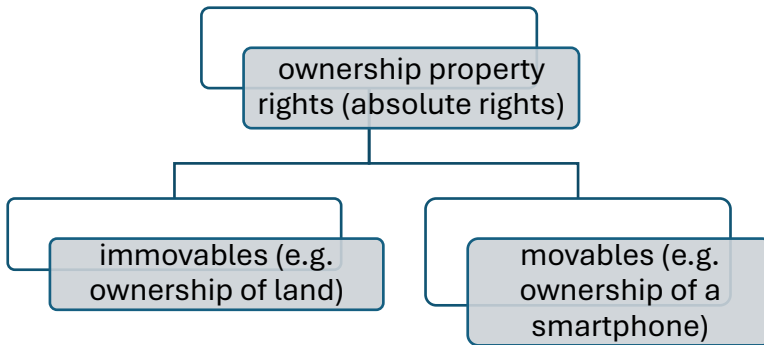 ownership property
rights (absolute rights)
immovables (e.g.
ownership of land)
movables (e.g.
ownership of a
smartphone)